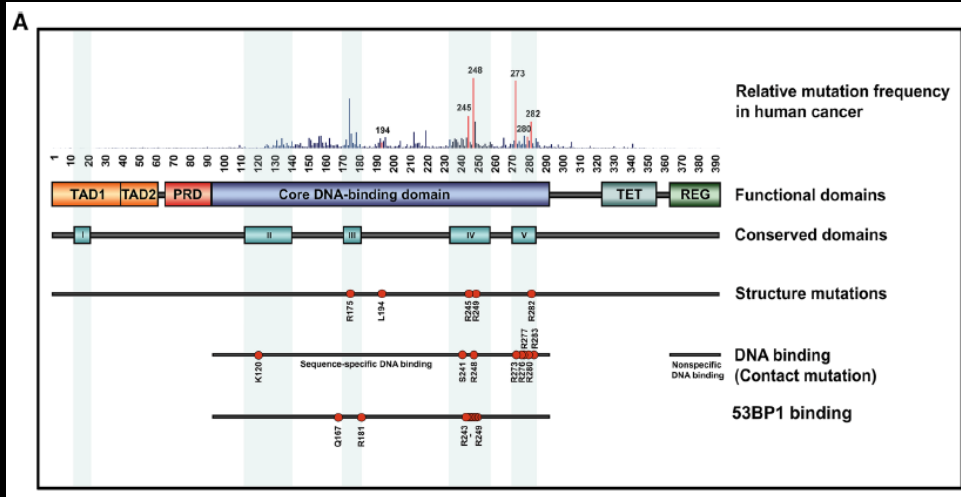 A
248
273
245
282
194
280
Relative mutation frequency
in human cancer
1 10 20 30 40 50 60 70 80 90 100 110 120 130 140 150 160 170 180 190 200 210 220 230 240 250 260 270 280 290 300 310 320 330 340 350 360 370 380 390
TAD1 TAD2 PRD Core DNA-binding domain TET REG Functional domains
I II III IV V Conserved domains
Structure mutations
R175 L194 R245 R249 R282
R277 R283
DNA binding
Sequence-specific DNA binding
Nonspecific
DNA binding
(Contact mutation)
K120 S241 R248 R273 R276 R280
53BP1 binding
Q167 R181 R243 - R249